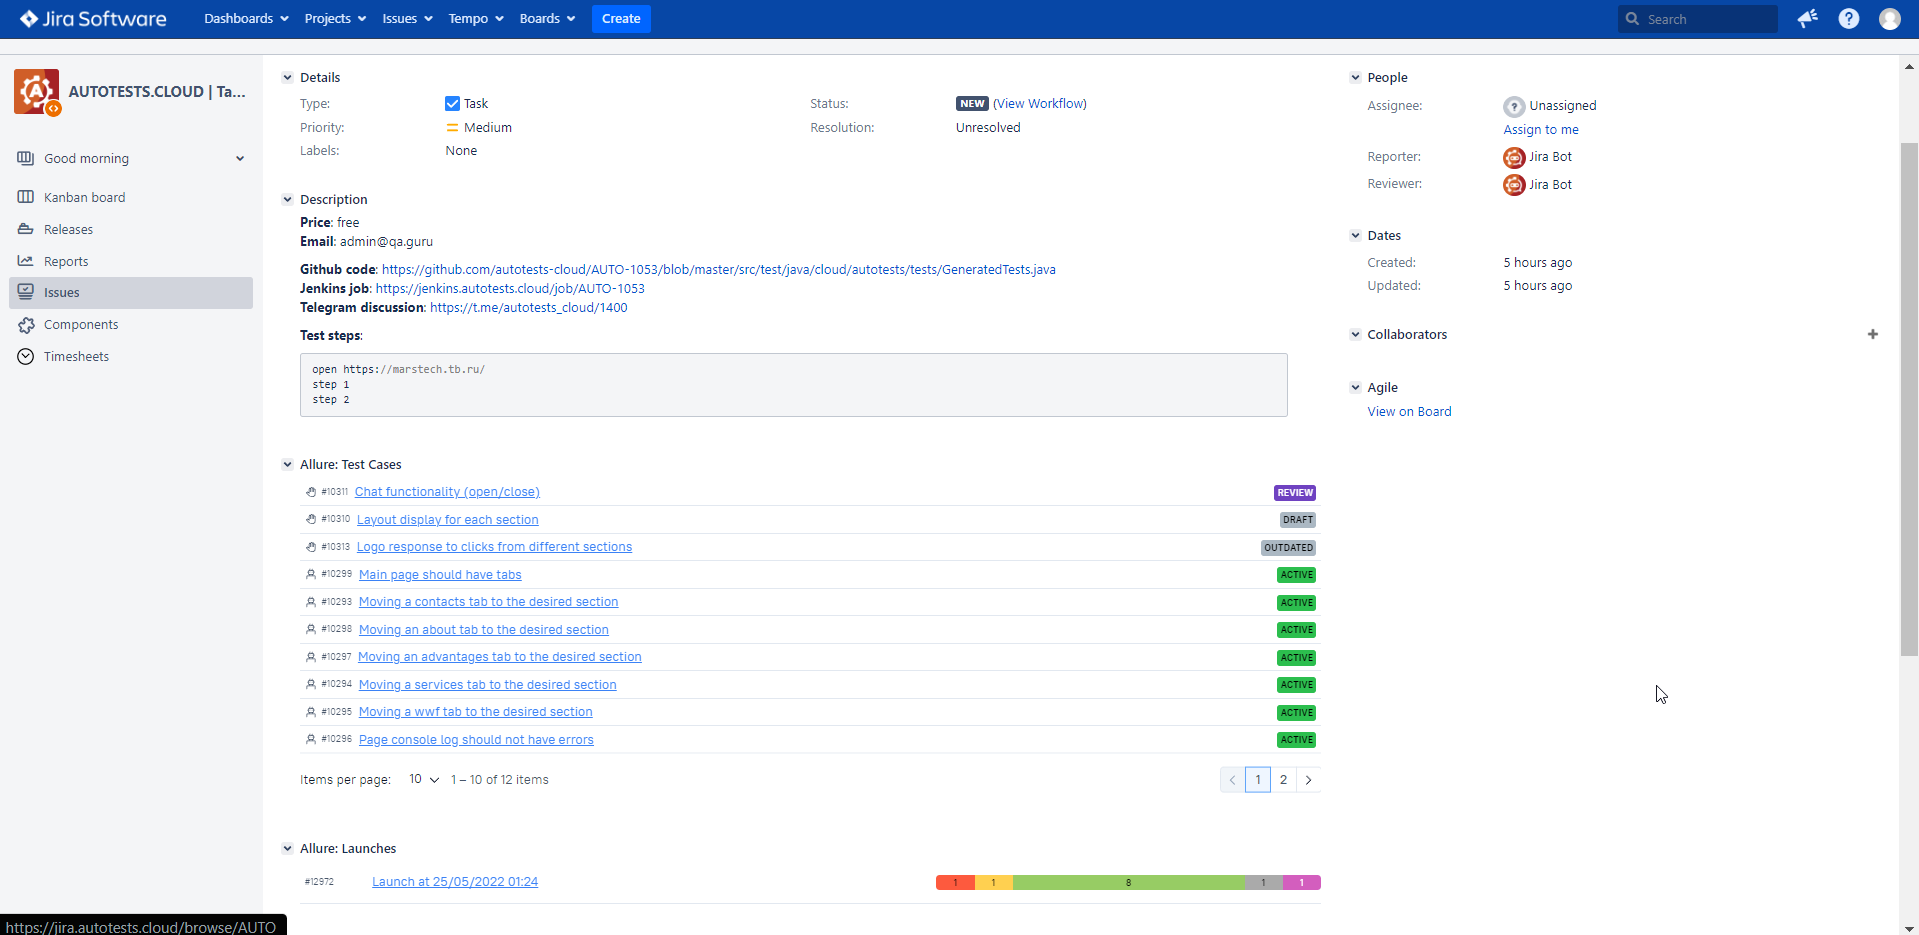 Jira Software Dashboards Projects Issues Tempo Boards Create Search
AUTOTESTS.CLOUD | Ta...
Good morning
Kanban board
Releases
Reports
Issues
Components
Timesheets
Details
Type: Task Status: NEW (View Workflow)
Priority: Medium Resolution: Unresolved
Labels: None
Description
Price: free
Email: admin@qa.guru
Github code: https://github.com/autotests-cloud/AUTO-1053/blob/master/src/test/java/cloud/autotests/tests/GeneratedTests.java
Jenkins job: https://jenkins.autotests.cloud/job/AUTO-1053
Telegram discussion: https://t.me/autotests_cloud/1400
Test steps:
open https://marstech.tb.ru/
step 1
step 2
Allure: Test Cases
#10311 Chat functionality (open/close) REVIEW
#10310 Layout display for each section DRAFT
#10313 Logo response to clicks from different sections OUTDATED
#10299 Main page should have tabs ACTIVE
#10293 Moving a contacts tab to the desired section ACTIVE
#10298 Moving an about tab to the desired section ACTIVE
#10297 Moving an advantages tab to the desired section ACTIVE
#10294 Moving a services tab to the desired section ACTIVE
#10295 Moving a wwf tab to the desired section ACTIVE
#10296 Page console log should not have errors ACTIVE
Items per page: 10 1 – 10 of 12 items 1 2
Allure: Launches
#12972 Launch at 25/05/2022 01:24 1 1 8 1 1
People
Assignee: Unassigned
Assign to me
Reporter: Jira Bot
Reviewer: Jira Bot
Dates
Created: 5 hours ago
Updated: 5 hours ago
Collaborators
Agile
View on Board
https://jira.autotests.cloud/browse/AUTO